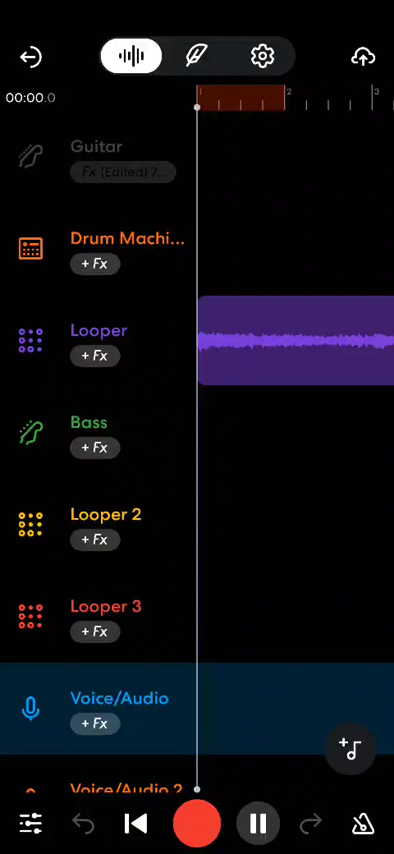 00:00.0
1
2
3
Guitar
Fx (Edited) 7...
Drum Machi...
+ Fx
Looper
+ Fx
Bass
+ Fx
Looper 2
+ Fx
Looper 3
+ Fx
Voice/Audio
+ Fx
Voice/Audio 2